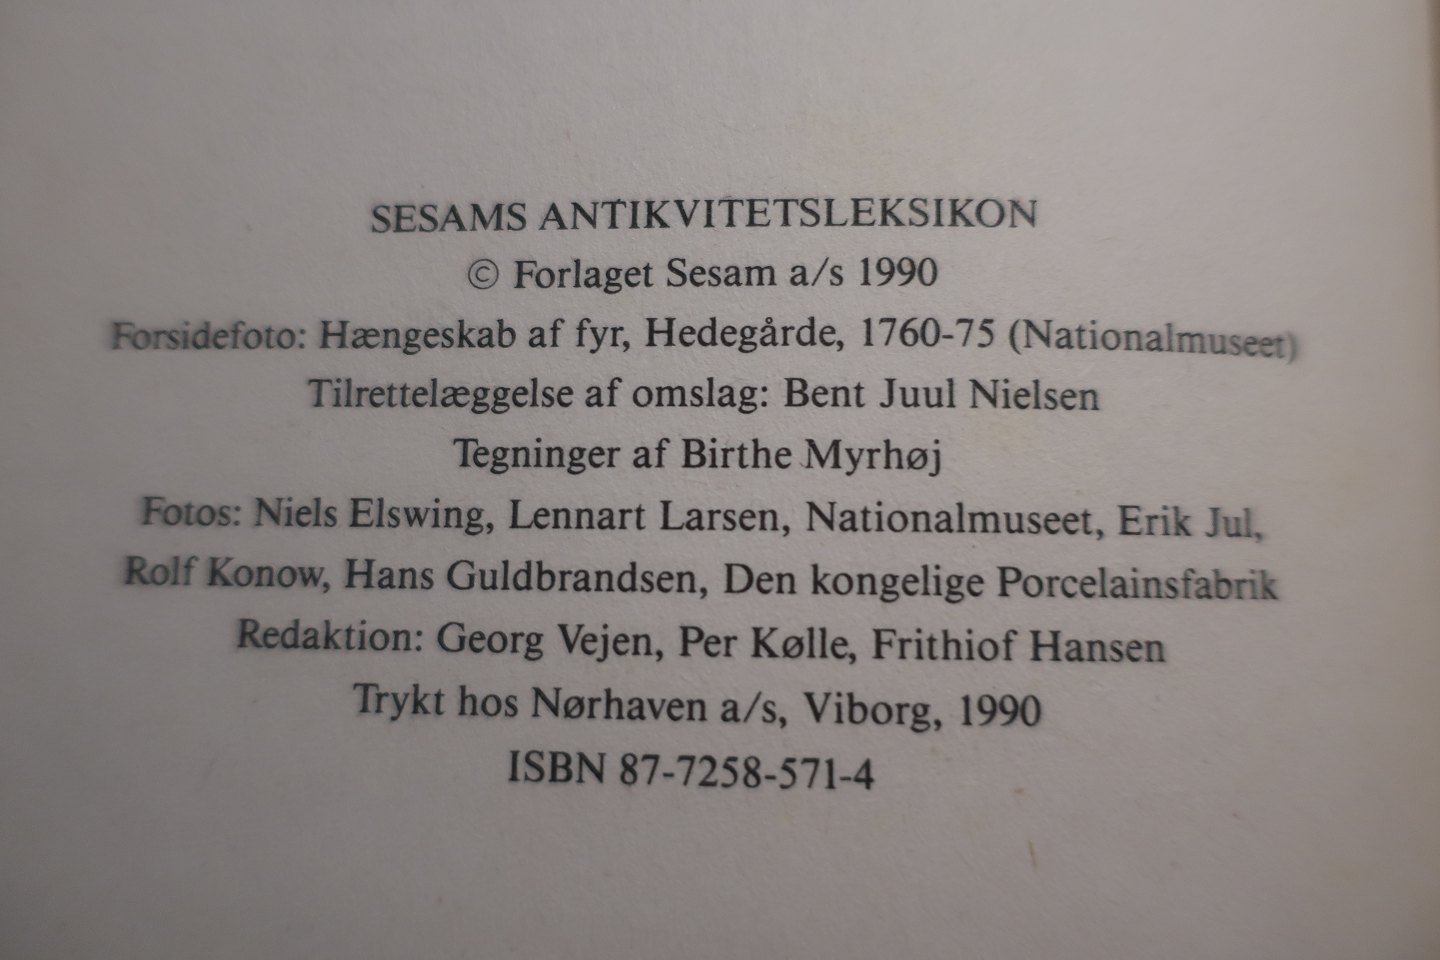 SESAMS ANTIKVITETSLEKSIKON
© Forlaget Sesam a/s 1990
Forsidefoto: Hængeskab af fyr, Hedegårde, 1760-75 (Nationalmuseet)
Tilrettelæggelse af omslag: Bent Juul Nielsen
Tegninger af Birthe Myrhøj
Fotos: Niels Elswing, Lennart Larsen, Nationalmuseet, Erik Jul,
Rolf Konow, Hans Guldbrandsen, Den kongelige Porcelainsfabrik
Redaktion: Georg Vejen, Per Kølle, Frithiof Hansen
Trykt hos Nørhaven a/s, Viborg, 1990
ISBN 87-7258-571-4